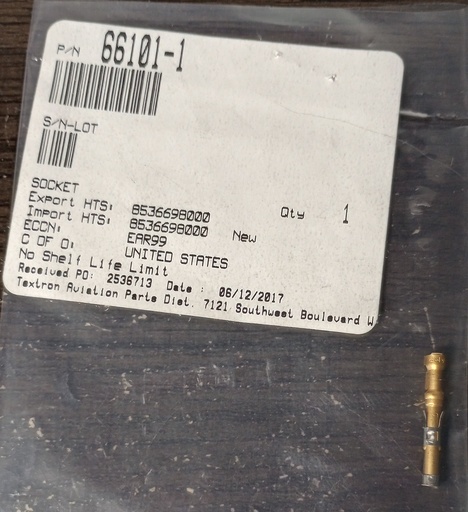 P/N 66101-1
S/N-LOT
SOCKET
Export HTS: 8536698000 Qty 1
Import HTS: 8536698000 New
ECCN: EAR99
C OF O: UNITED STATES
No Shelf Life Limit
Received PO: 2536713 Date : 06/12/2017
Textron Aviation Parts Dist. 7121 Southwest Boulevard W